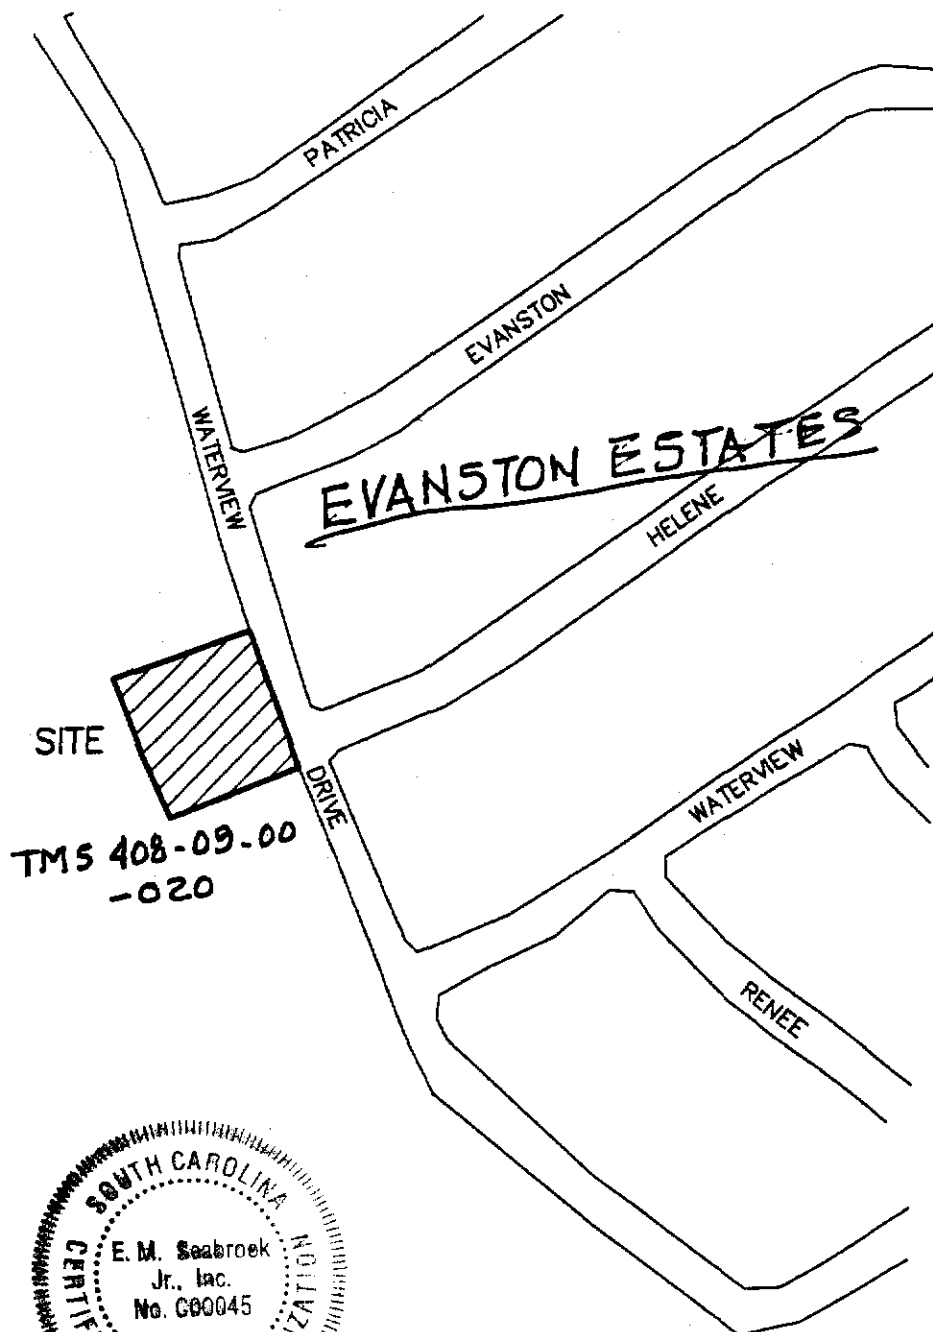 PATRICIA
EVANSTON
WATERVIEW
EVANSTON ESTATES
HELENE
SITE
DRIVE
WATERVIEW
TMS 408-09-00
-020
RENEE
SOUTH CAROLINA
E. M. Seabrook
Jr., Inc.
No. C00045